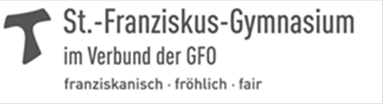 St.-Franziskus-Gymnasium
im Verbund der GFO
franziskanisch · fröhlich · fair